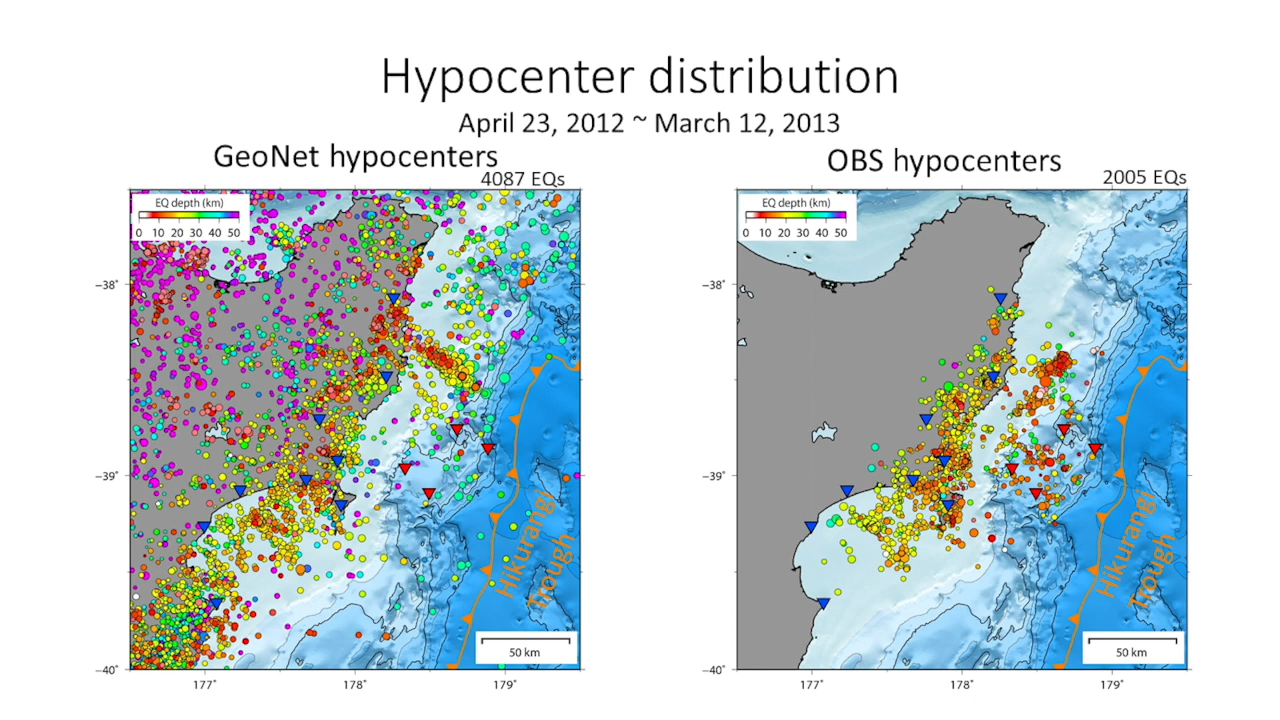 Hypocenter distribution
April 23, 2012 ~ March 12, 2013
GeoNet hypocenters
4087 EQs
OBS hypocenters
2005 EQs
EQ depth (km)
0 10 20 30 40 50
−38˚
−39˚
−40˚
177˚ 178˚ 179˚
Hikurangi
Trough
50 km
EQ depth (km)
0 10 20 30 40 50
−38˚
−39˚
−40˚
177˚ 178˚ 179˚
Hikurangi
Trough
50 km